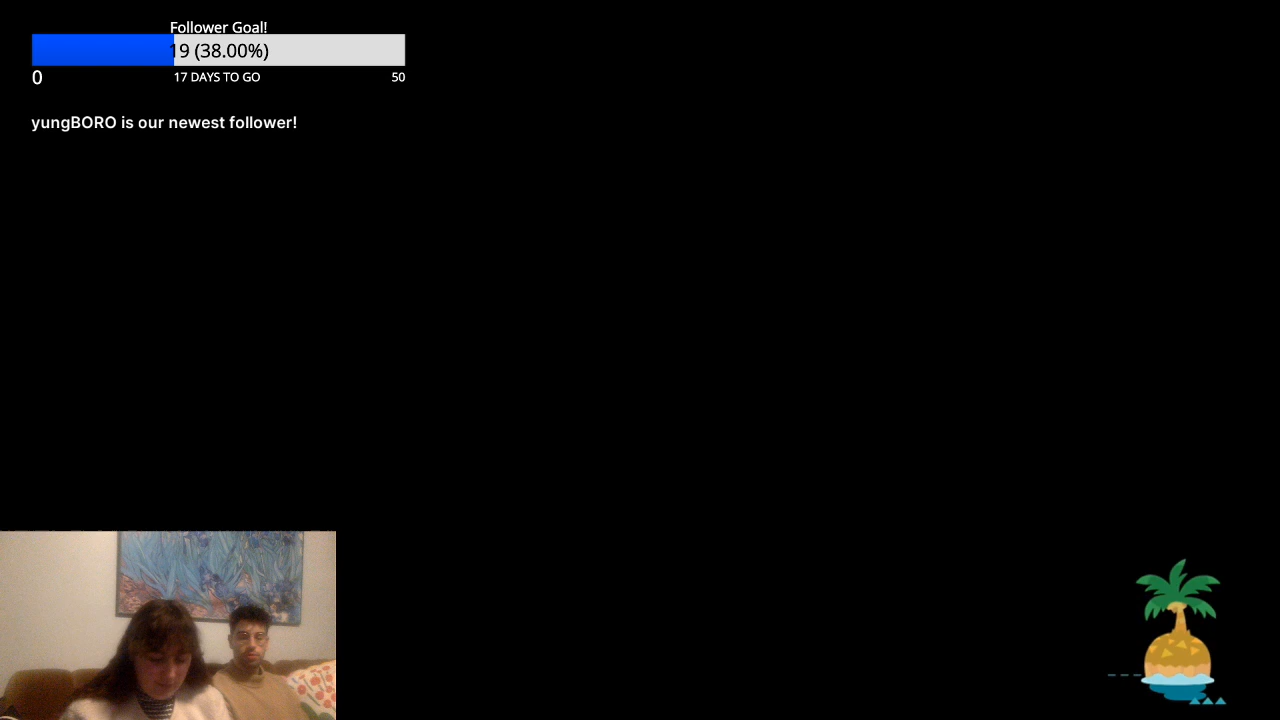 Follower Goal!
19 (38.00%)
0
17 DAYS TO GO
50
yungBORO is our newest follower!